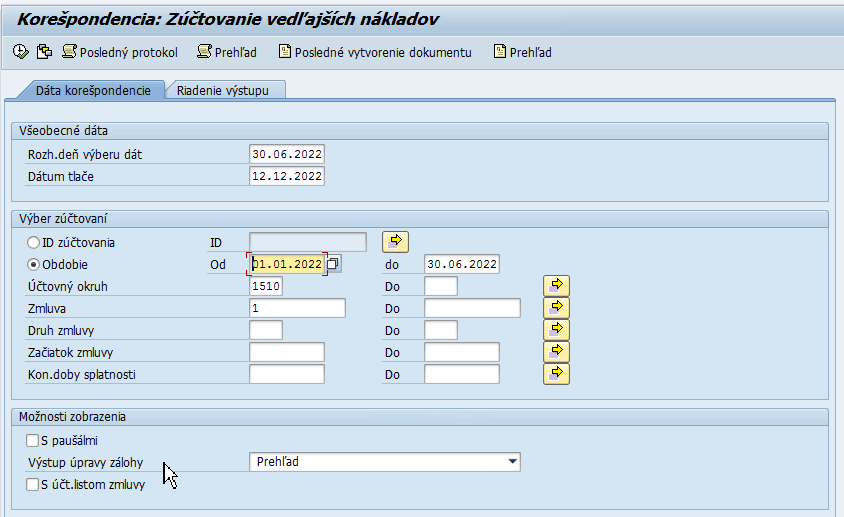 Korešpondencia: Zúčtovanie vedľajších nákladov
Posledný protokol Prehľad Posledné vytvorenie dokumentu Prehľad
Dáta korešpondencie Riadenie výstupu
Všeobecné dáta
Rozh.deň výberu dát 30.06.2022
Dátum tlače 12.12.2022
Výber zúčtovaní
ID zúčtovania ID
Obdobie Od 01.01.2022 do 30.06.2022
Účtovný okruh 1510 Do
Zmluva 1 Do
Druh zmluvy Do
Začiatok zmluvy Do
Kon.doby splatnosti Do
Možnosti zobrazenia
S paušálmi
Výstup úpravy zálohy Prehľad
S účt.listom zmluvy